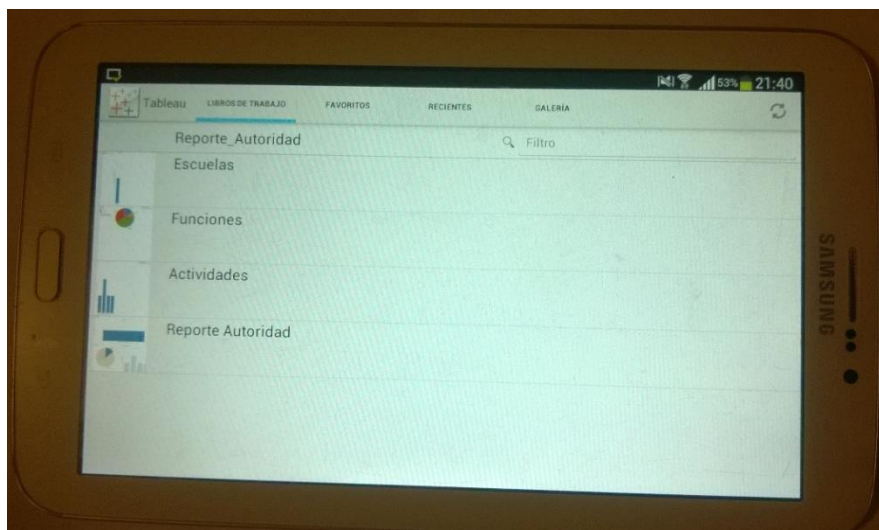 53% 21:40
Tableau LIBROS DE TRABAJO FAVORITOS RECIENTES GALERÍA
Reporte_Autoridad Filtro
Escuelas
Funciones
Actividades
Reporte Autoridad
SAMSUNG